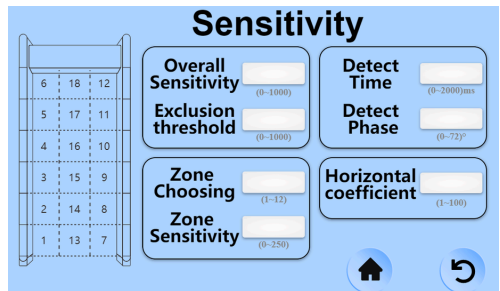 Sensitivity
6 18 12
5 17 11
4 16 10
3 15 9
2 14 8
1 13 7
Overall
Sensitivity
(0~1000)
Exclusion
threshold
(0~1000)
Detect
Time
(0~2000)ms
Detect
Phase
(0~72)°
Zone
Choosing
(1~12)
Zone
Sensitivity
(0~250)
Horizontal
coefficient
(1~100)